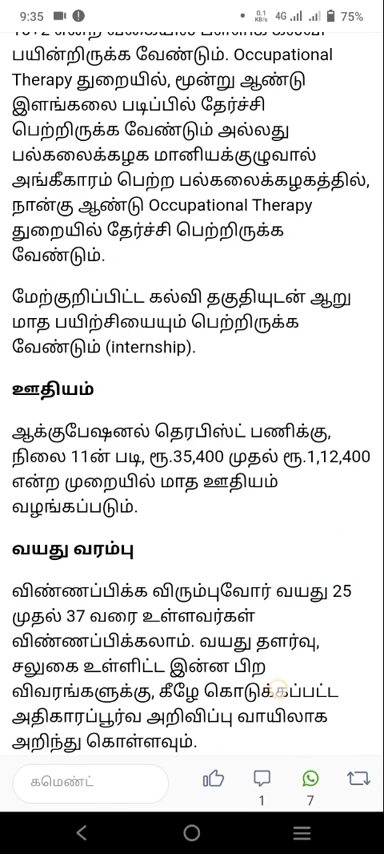 9:35
0.1 KB/s 4G 75%
பயின்றிருக்க வேண்டும். Occupational
Therapy துறையில், மூன்று ஆண்டு
இளங்கலை படிப்பில் தேர்ச்சி
பெற்றிருக்க வேண்டும் அல்லது
பல்கலைக்கழக மானியக்குழுவால்
அங்கீகாரம் பெற்ற பல்கலைக்கழகத்தில்,
நான்கு ஆண்டு Occupational Therapy
துறையில் தேர்ச்சி பெற்றிருக்க
வேண்டும்.
மேற்குறிப்பிட்ட கல்வி தகுதியுடன் ஆறு
மாத பயிற்சியையும் பெற்றிருக்க
வேண்டும் (internship).
ஊதியம்
ஆக்குபேஷனல் தெரபிஸ்ட் பணிக்கு,
நிலை 11ன் படி, ரூ.35,400 முதல் ரூ.1,12,400
என்ற முறையில் மாத ஊதியம்
வழங்கப்படும்.
வயது வரம்பு
விண்ணப்பிக்க விரும்புவோர் வயது 25
முதல் 37 வரை உள்ளவர்கள்
விண்ணப்பிக்கலாம். வயது தளர்வு,
சலுகை உள்ளிட்ட இன்ன பிற
விவரங்களுக்கு, கீழே கொடுக்கப்பட்ட
அதிகாரப்பூர்வ அறிவிப்பு வாயிலாக
அறிந்து கொள்ளவும்.
கமெண்ட்
1 7